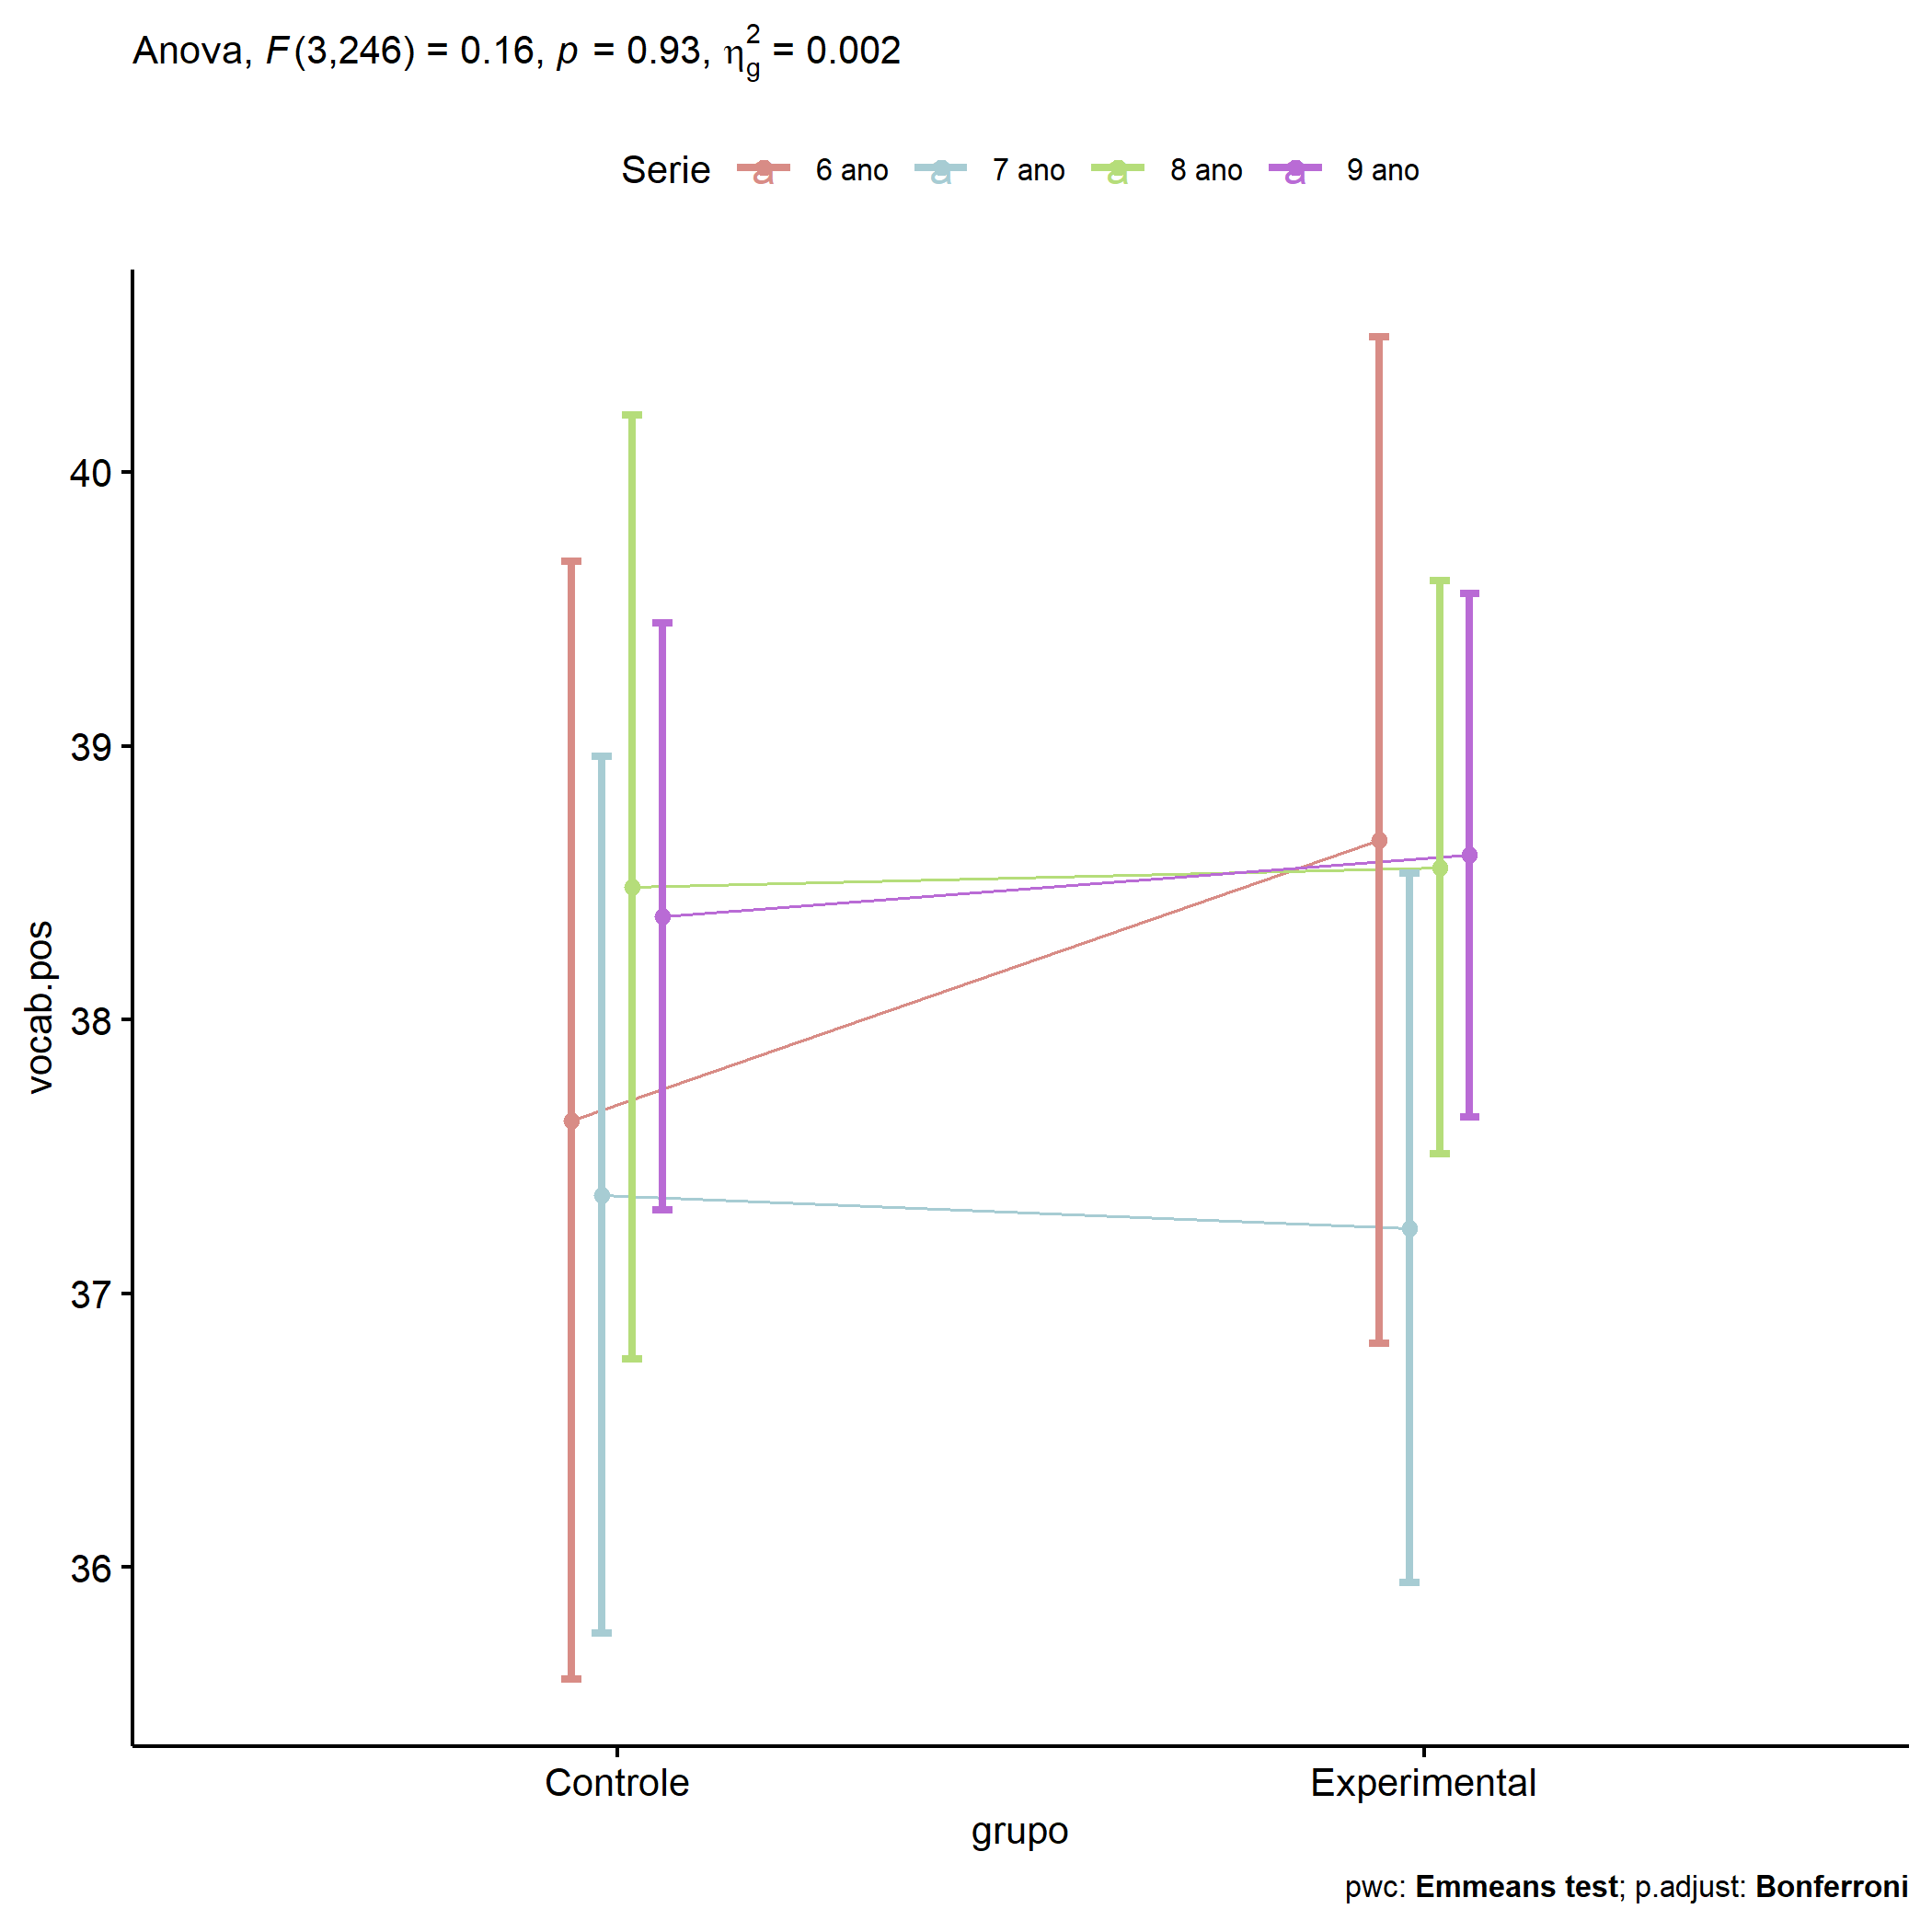 Anova, F(3,246) = 0.16, p = 0.93, η²g = 0.002
Serie a 6 ano a 7 ano a 8 ano a 9 ano
40
39
38
37
36
vocab.pos
Controle Experimental
grupo
pwc: Emmeans test; p.adjust: Bonferroni